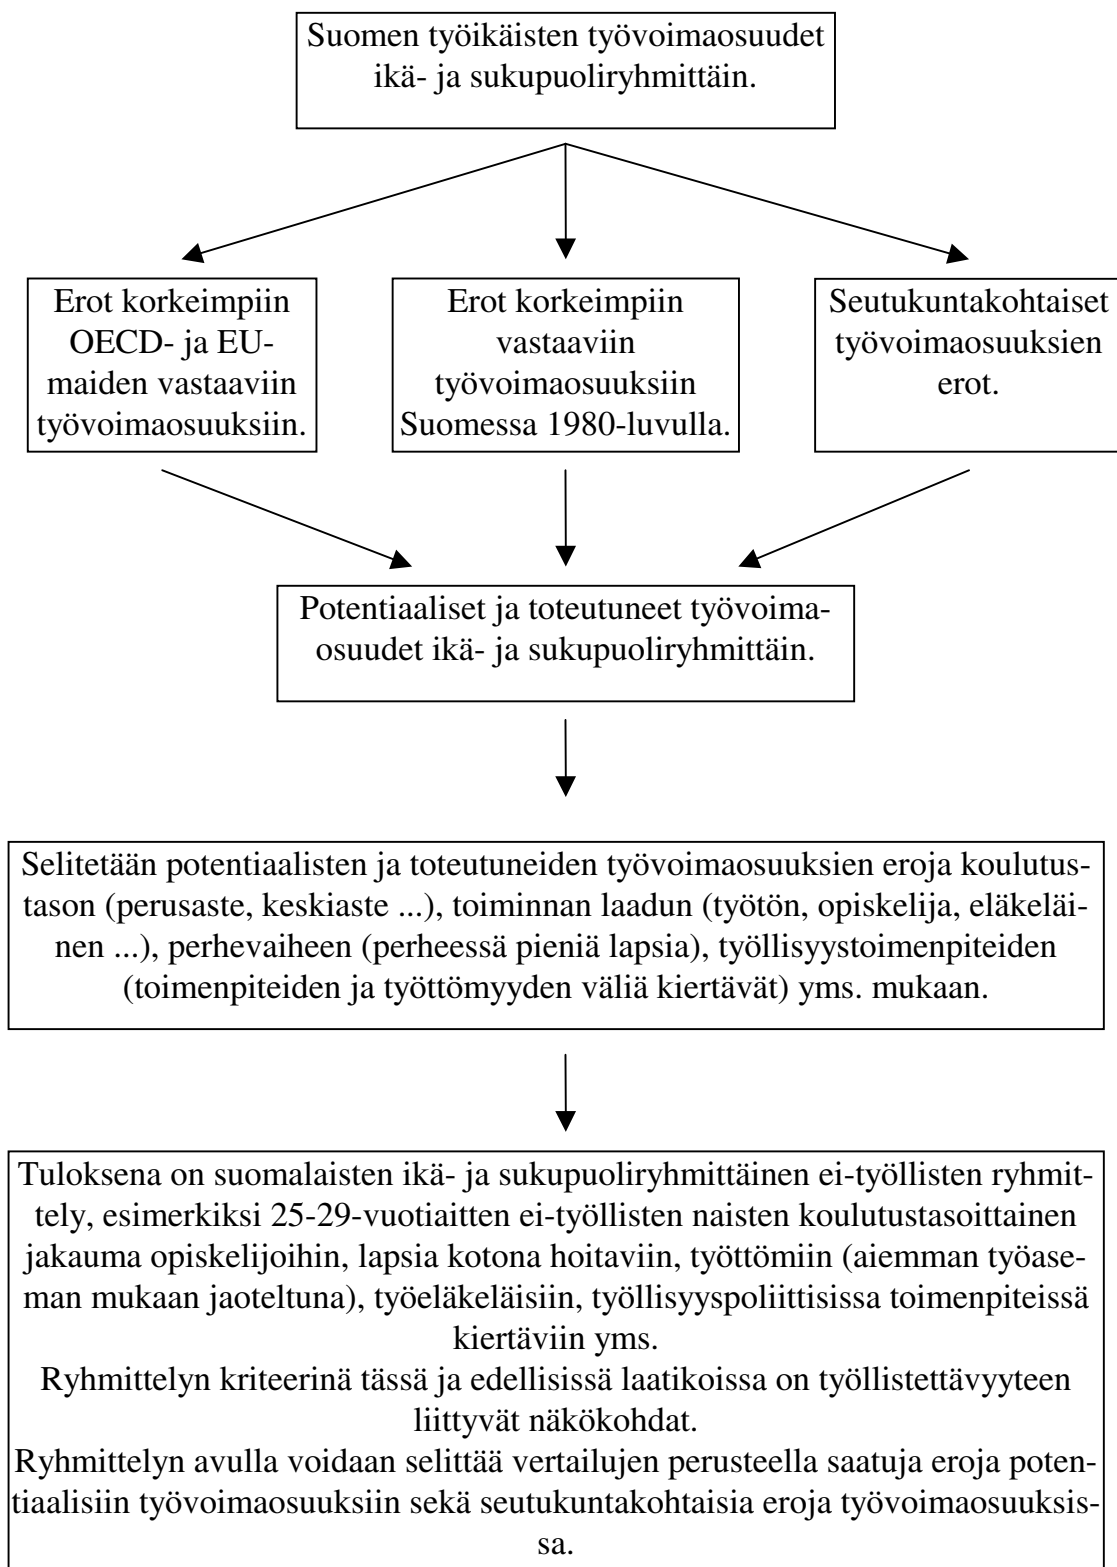 Suomen työikäisten työvoimaosuudet
ikä- ja sukupuoliryhmittäin.
Erot korkeimpiin
OECD- ja EU-
maiden vastaaviin
työvoimaosuuksiin.
Erot korkeimpiin
vastaaviin
työvoimaosuuksiin
Suomessa 1980-luvulla.
Seutukuntakohtaiset
työvoimaosuuksien
erot.
Potentiaaliset ja toteutuneet työvoima-
osuudet ikä- ja sukupuoliryhmittäin.
Selitetään potentiaalisten ja toteutuneiden työvoimaosuuksien eroja koulutus-
tason (perusaste, keskiaste ...), toiminnan laadun (työtön, opiskelija, eläkeläi-
nen ...), perhevaiheen (perheessä pieniä lapsia), työllisyystoimenpiteiden
(toimenpiteiden ja työttömyyden väliä kiertävät) yms. mukaan.
Tuloksena on suomalaisten ikä- ja sukupuoliryhmittäinen ei-työllisten ryhmit-
tely, esimerkiksi 25-29-vuotiaitten ei-työllisten naisten koulutustasoittainen
jakauma opiskelijoihin, lapsia kotona hoitaviin, työttömiin (aiemman työase-
man mukaan jaoteltuna), työeläkeläisiin, työllisyyspoliittisissa toimenpiteissä
kiertäviin yms.
Ryhmittelyn kriteerinä tässä ja edellisissä laatikoissa on työllistettävyyteen
liittyvät näkökohdat.
Ryhmittelyn avulla voidaan selittää vertailujen perusteella saatuja eroja poten-
tiaalisiin työvoimaosuuksiin sekä seutukuntakohtaisia eroja työvoimaosuuksis-
sa.